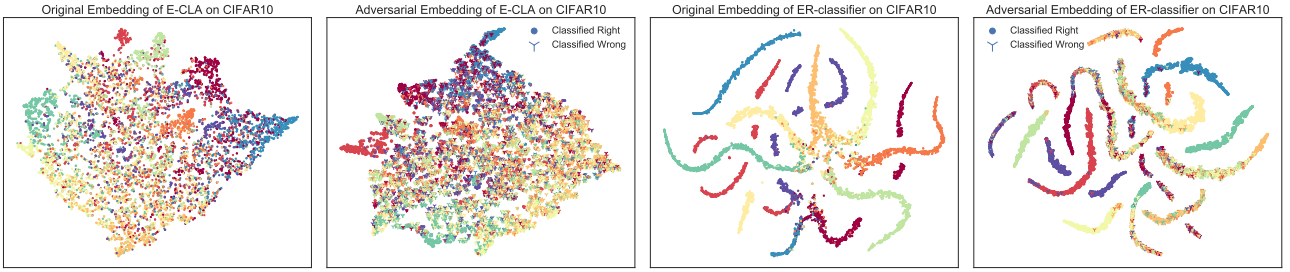 Original Embedding of E-CLA on CIFAR10
Adversarial Embedding of E-CLA on CIFAR10
Classified Right
Classified Wrong
Original Embedding of ER-classifier on CIFAR10
Adversarial Embedding of ER-classifier on CIFAR10
Classified Right
Classified Wrong